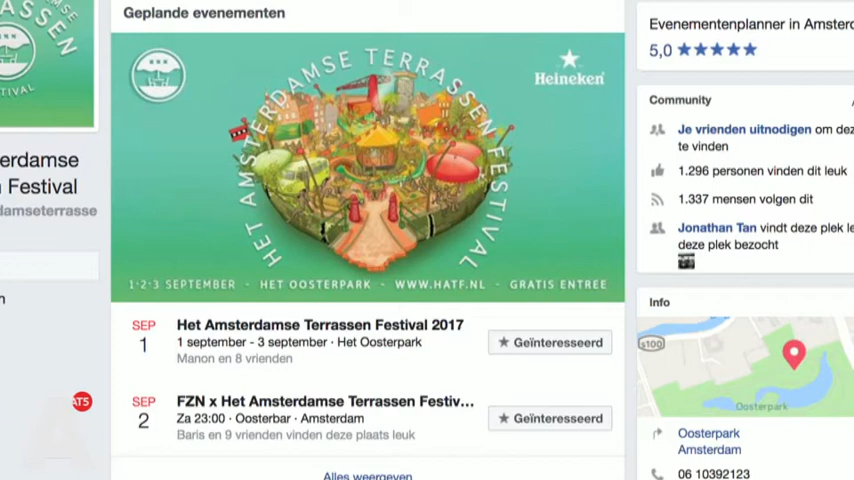 ASSEN
TIVAL
erdamse
n Festival
damseterrasse
n
AT5
Geplande evenementen
HET AMSTERDAMSE TERRASSEN FESTIVAL
Heineken
1-2-3 SEPTEMBER - HET OOSTERPARK - WWW.HATF.NL - GRATIS ENTREE
SEP
1
Het Amsterdamse Terrassen Festival 2017
1 september - 3 september · Het Oosterpark
Manon en 8 vrienden
Geïnteresseerd
SEP
2
FZN x Het Amsterdamse Terrassen Festiv...
Za 23:00 · Oosterbar · Amsterdam
Baris en 9 vrienden vinden deze plaats leuk
Geïnteresseerd
Alles weergeven
Evenementenplanner in Amsterd
5,0
Community
Je vrienden uitnodigen om dez
te vinden
1.296 personen vinden dit leuk
1.337 mensen volgen dit
Jonathan Tan vindt deze plek le
deze plek bezocht
Info
s100
Oosterpark
Oosterpark
Amsterdam
06 10392123